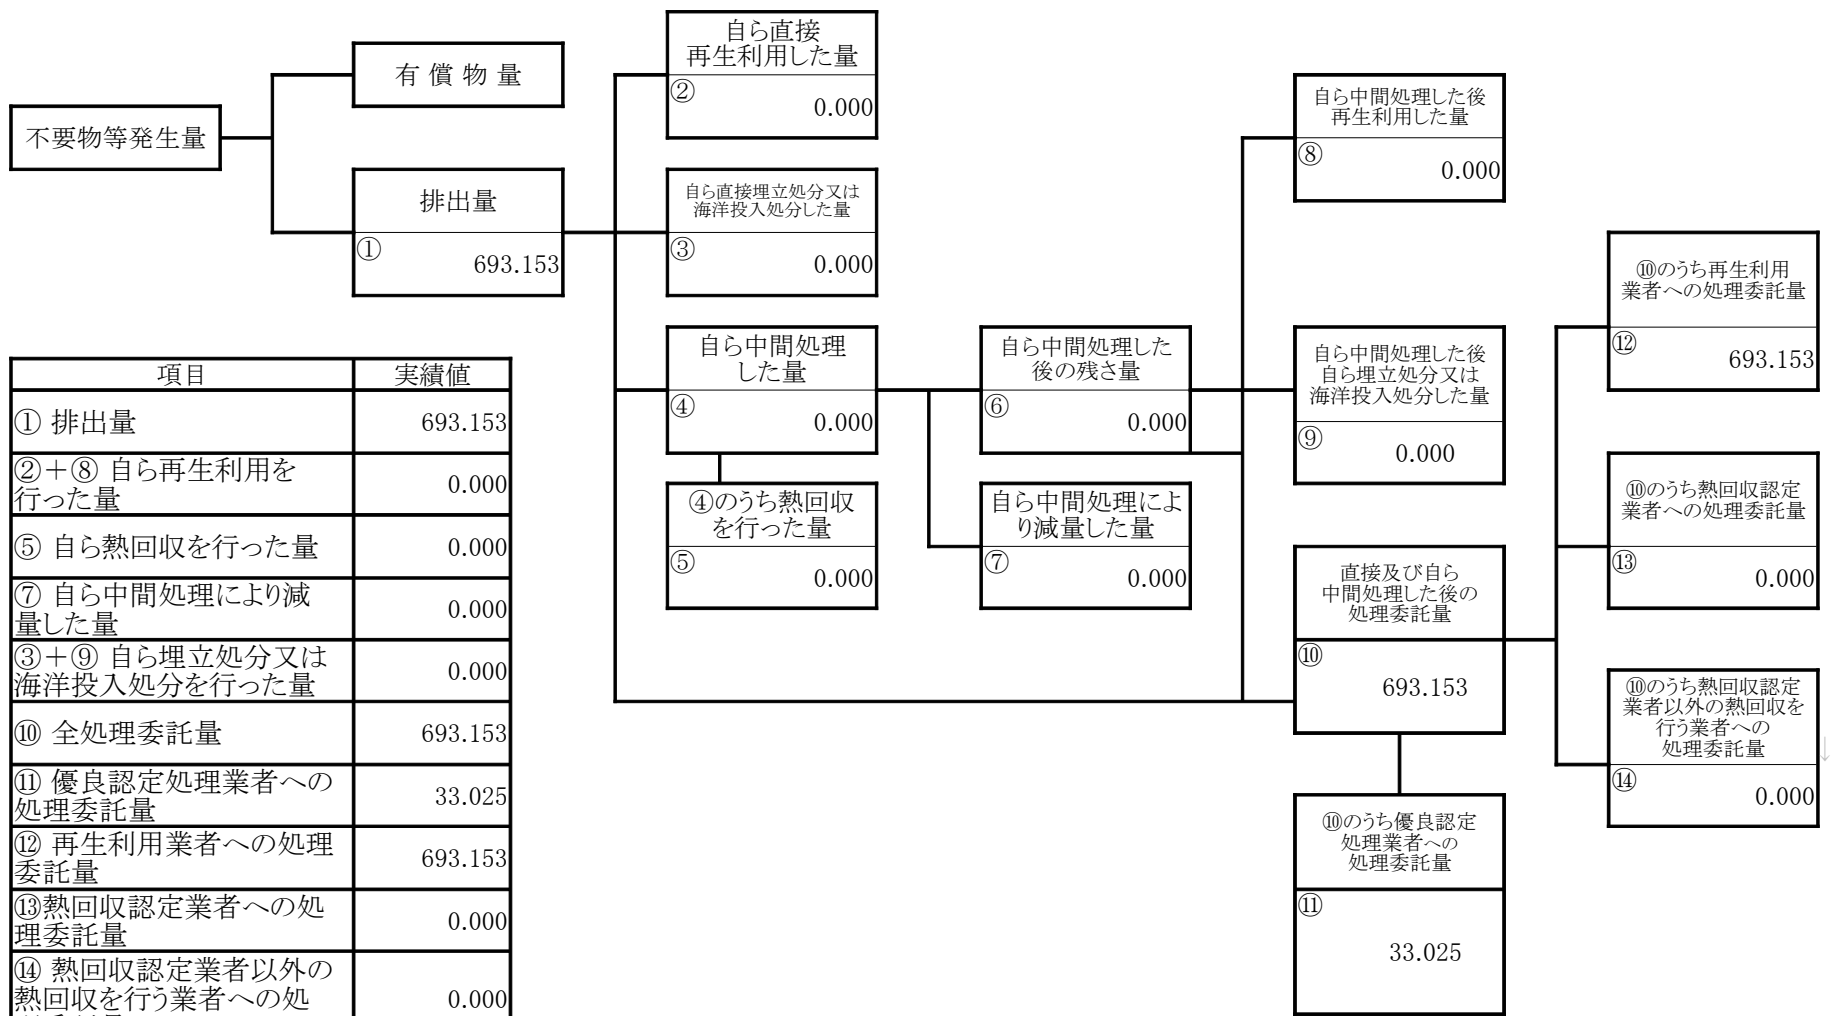 不要物等発生量
有償物量
排出量
①
693.153
自ら直接
再生利用した量
②
0.000
自ら直接埋立処分又は
海洋投入処分した量
③
0.000
自ら中間処理
した量
④
0.000
④のうち熱回収
を行った量
⑤
0.000
自ら中間処理した
後の残さ量
⑥
0.000
自ら中間処理によ
り減量した量
⑦
0.000
自ら中間処理した後
再生利用した量
⑧
0.000
自ら中間処理した後
自ら埋立処分又は
海洋投入処分した量
⑨
0.000
直接及び自ら
中間処理した後の
処理委託量
⑩
693.153
⑩のうち優良認定
処理業者への
処理委託量
⑪
33.025
⑩のうち再生利用
業者への処理委託量
⑫
693.153
⑩のうち熱回収認定
業者への処理委託量
⑬
0.000
⑩のうち熱回収認定
業者以外の熱回収を
行う業者への
処理委託量
⑭
0.000
↓
項目 実績値
① 排出量 693.153
②+⑧ 自ら再生利用を
行った量 0.000
⑤ 自ら熱回収を行った量 0.000
⑦ 自ら中間処理により減
量した量 0.000
③+⑨ 自ら埋立処分又は
海洋投入処分を行った量 0.000
⑩ 全処理委託量 693.153
⑪ 優良認定処理業者への
処理委託量 33.025
⑫ 再生利用業者への処理
委託量 693.153
⑬熱回収認定業者への処
理委託量 0.000
⑭ 熱回収認定業者以外の
熱回収を行う業者への処 0.000